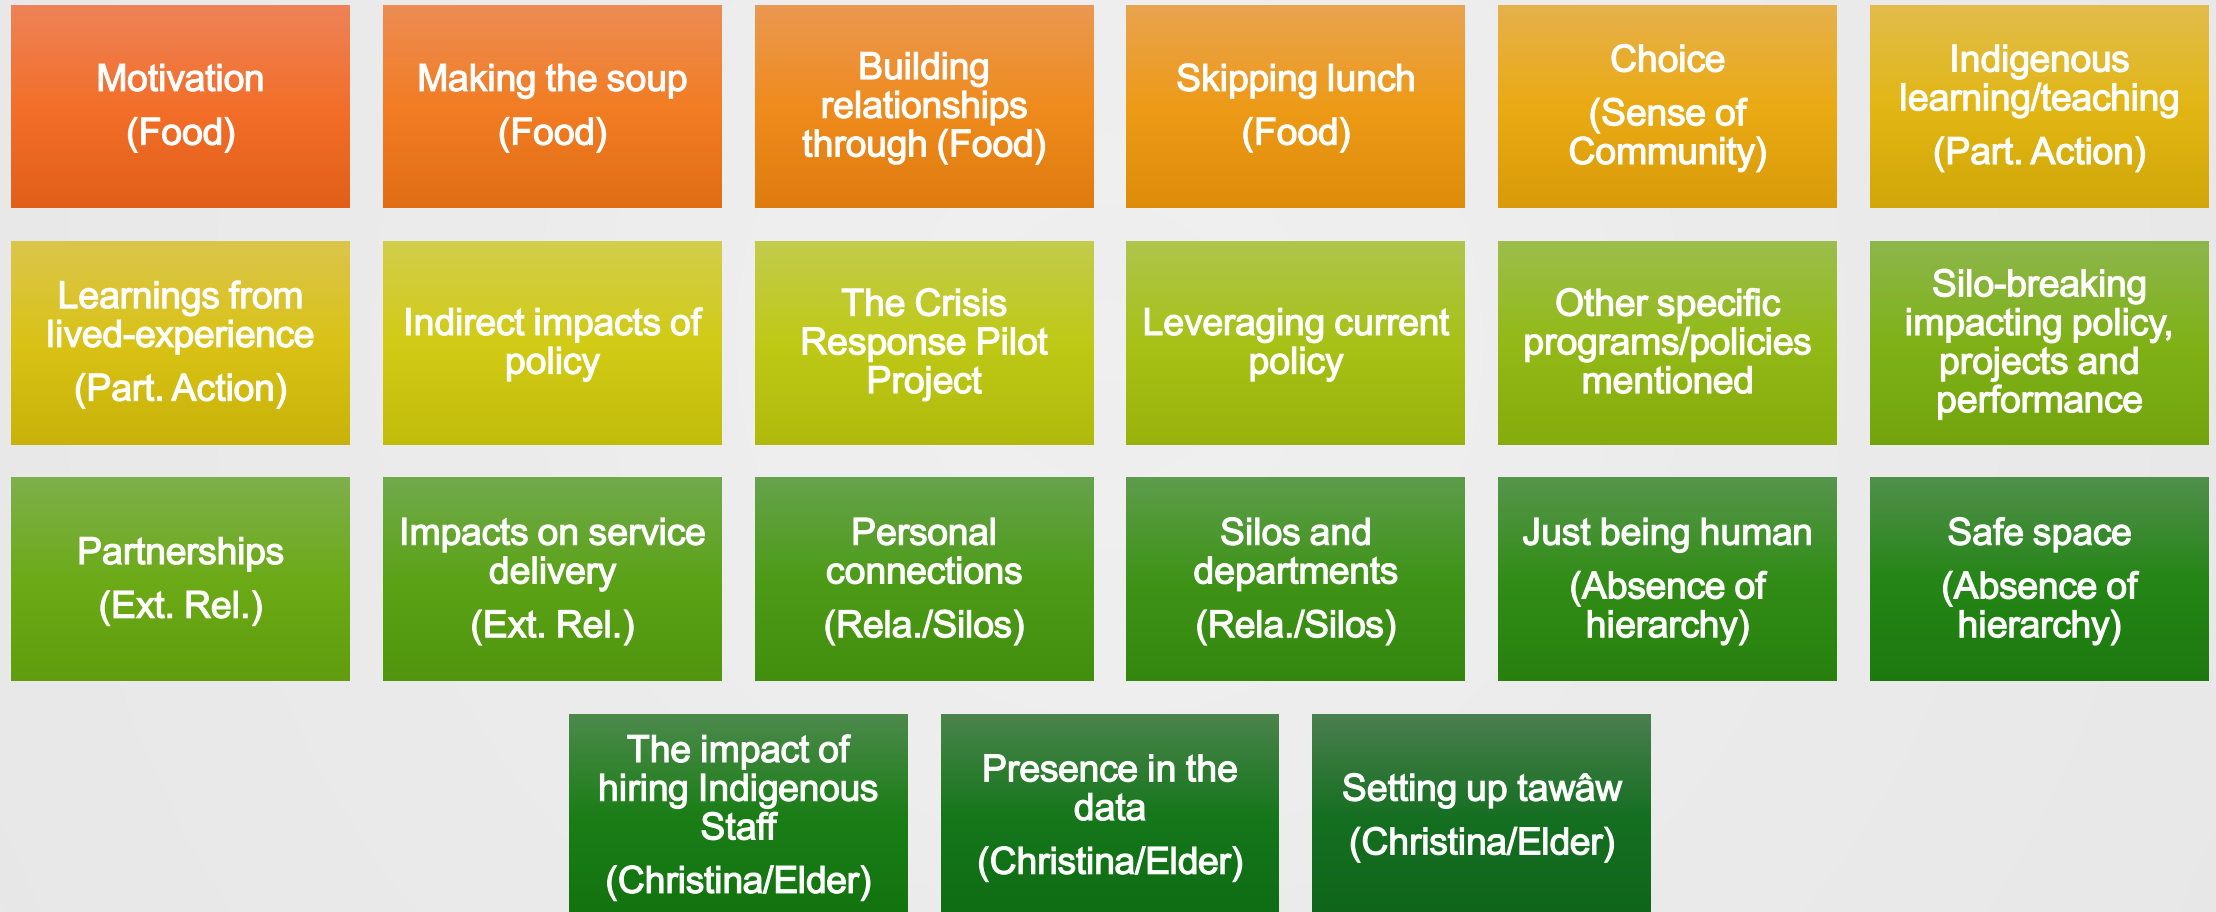 Motivation
(Food)
Making the soup
(Food)
Building
relationships
through (Food)
Skipping lunch
(Food)
Choice
(Sense of
Community)
Indigenous
learning/teaching
(Part. Action)
Learnings from
lived-experience
(Part. Action)
Indirect impacts of
policy
The Crisis
Response Pilot
Project
Leveraging current
policy
Other specific
programs/policies
mentioned
Silo-breaking
impacting policy,
projects and
performance
Partnerships
(Ext. Rel.)
Impacts on service
delivery
(Ext. Rel.)
Personal
connections
(Rela./Silos)
Silos and
departments
(Rela./Silos)
Just being human
(Absence of
hierarchy)
Safe space
(Absence of
hierarchy)
The impact of
hiring Indigenous
Staff
(Christina/Elder)
Presence in the
data
(Christina/Elder)
Setting up tawâw
(Christina/Elder)